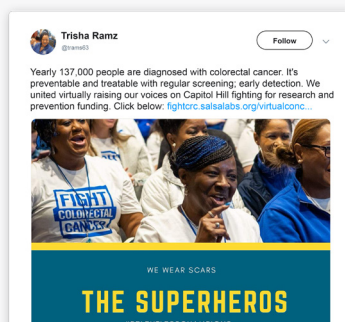 Trisha Ramz
@trams63
Follow
Yearly 137,000 people are diagnosed with colorectal cancer. It's
preventable and treatable with regular screening; early detection. We
united virtually raising our voices on Capitol Hill fighting for research and
prevention funding. Click below: fightcrc.salsalabs.org/virtualconc...
FIGHT
COLORECTAL
CANCER
WE WEAR SCARS
THE SUPERHEROS